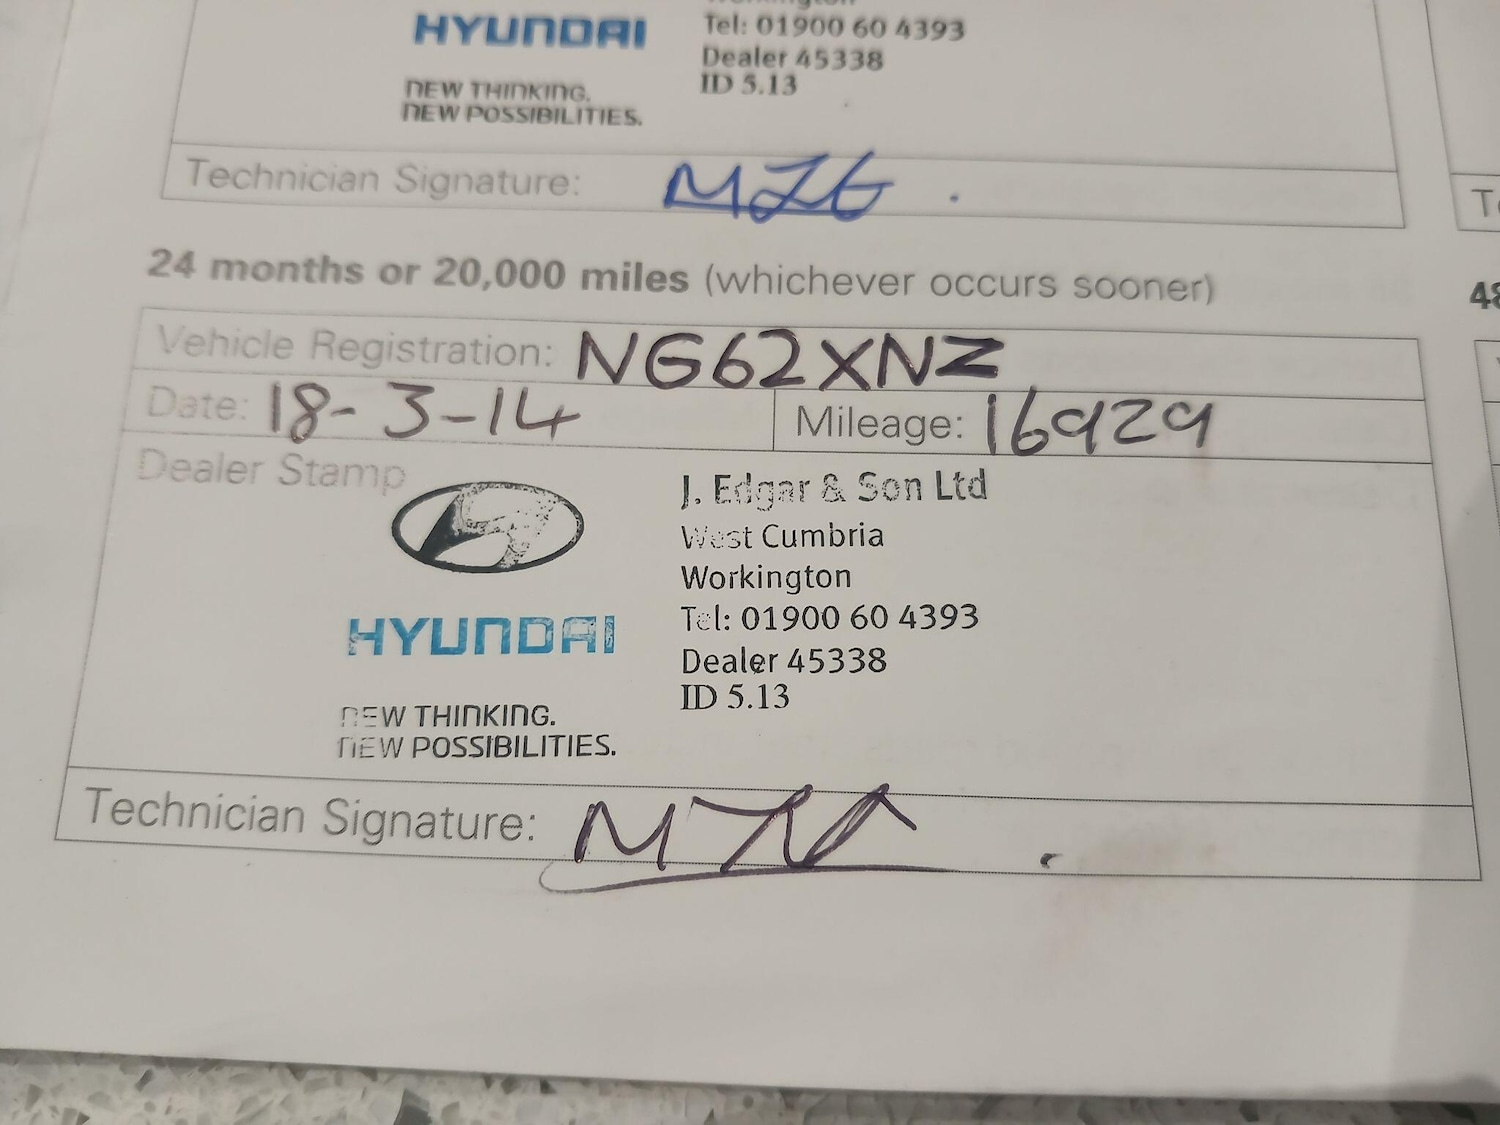 HYUNDAI
NEW THINKING.
NEW POSSIBILITIES.
Tel: 01900 60 4393
Dealer 45338
ID 5.13
Technician Signature:
24 months or 20,000 miles (whichever occurs sooner)
Vehicle Registration: NG62XNZ
Date: 18-3-14
Mileage: 16929
Dealer Stamp
HYUNDAI
NEW THINKING.
NEW POSSIBILITIES.
J. Edgar & Son Ltd
West Cumbria
Workington
Tel: 01900 60 4393
Dealer 45338
ID 5.13
Technician Signature: